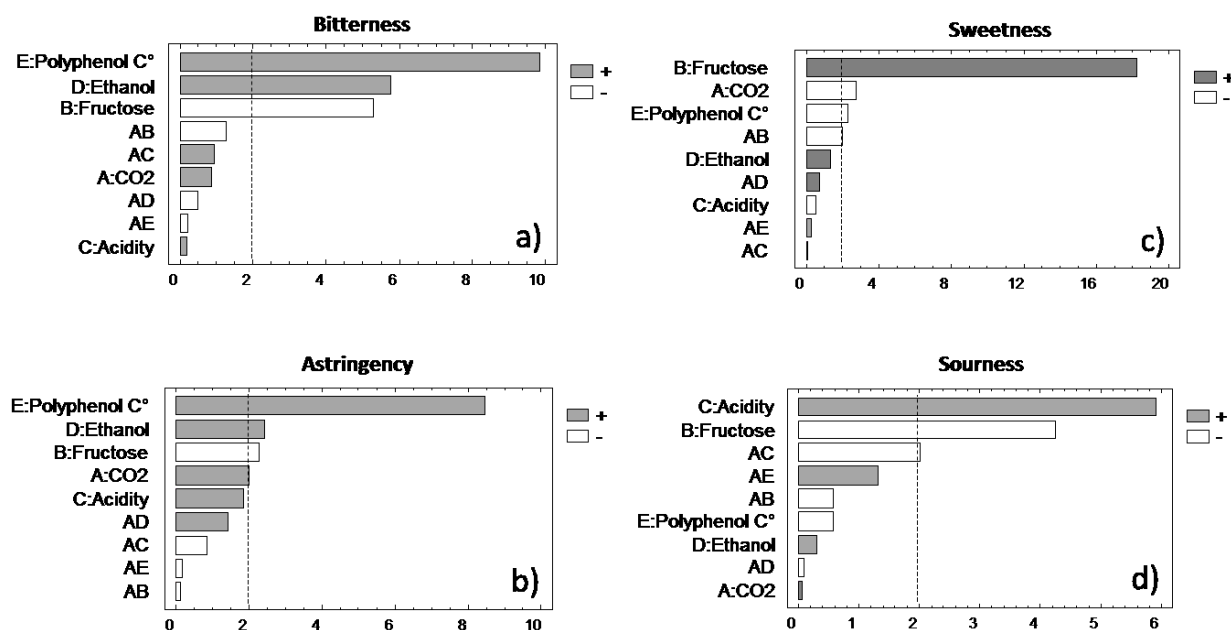 Bitterness
E:Polyphenol C°
D:Ethanol
B:Fructose
AB
AC
A:CO2
AD
AE
C:Acidity
0 2 4 6 8 10
+
-
a)
Sweetness
B:Fructose
A:CO2
E:Polyphenol C°
AB
D:Ethanol
AD
C:Acidity
AE
AC
0 4 8 12 16 20
+
-
c)
Astringency
E:Polyphenol C°
D:Ethanol
B:Fructose
A:CO2
C:Acidity
AD
AC
AE
AB
0 2 4 6 8 10
+
-
b)
Sourness
C:Acidity
B:Fructose
AC
AE
AB
E:Polyphenol C°
D:Ethanol
AD
A:CO2
0 1 2 3 4 5 6
+
-
d)